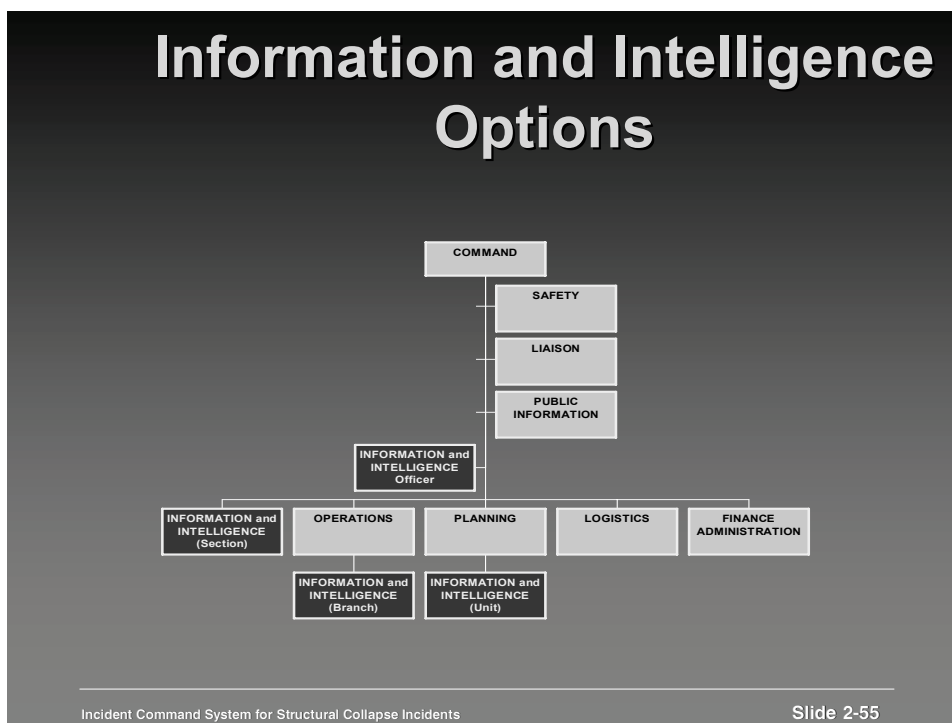 Information and Intelligence
Options
COMMAND
SAFETY
LIAISON
PUBLIC
INFORMATION
INFORMATION and
INTELLIGENCE
Officer
INFORMATION and
INTELLIGENCE
(Section)
OPERATIONS
PLANNING
LOGISTICS
FINANCE
ADMINISTRATION
INFORMATION and
INTELLIGENCE
(Branch)
INFORMATION and
INTELLIGENCE
(Unit)
Incident Command System for Structural Collapse Incidents
Slide 2-55